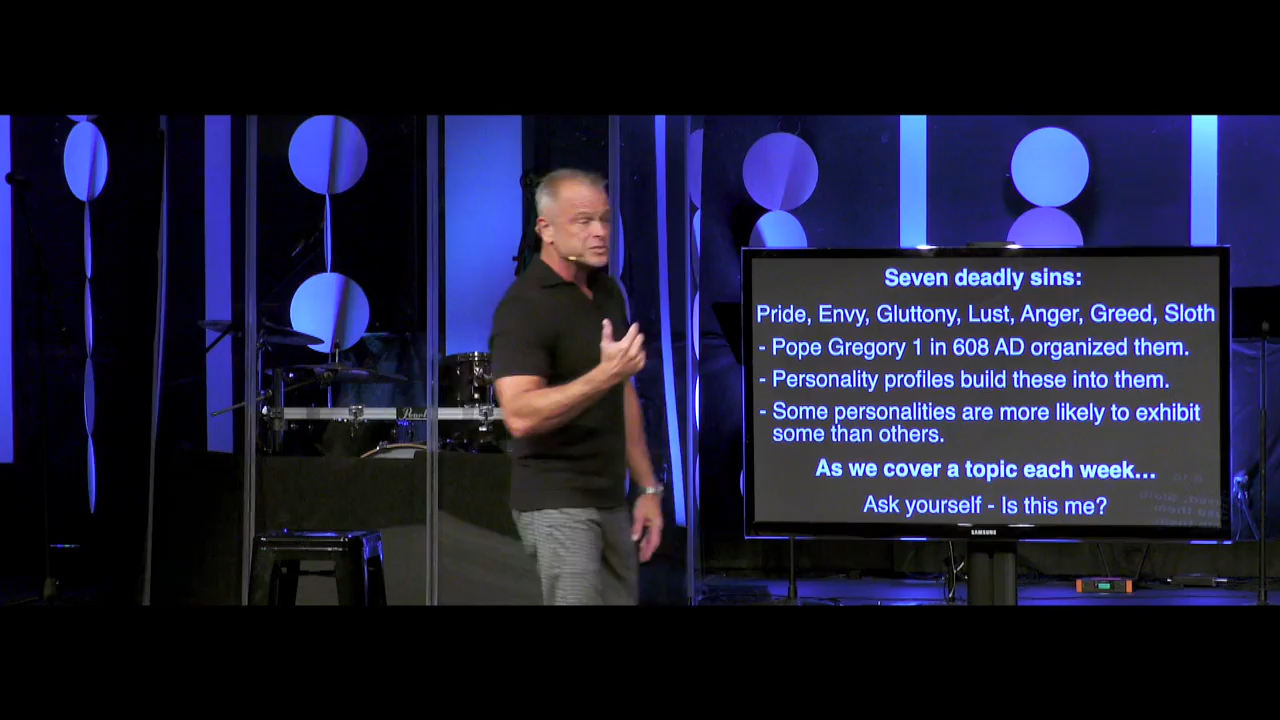 Seven deadly sins:
Pride, Envy, Gluttony, Lust, Anger, Greed, Sloth
- Pope Gregory 1 in 608 AD organized them.
- Personality profiles build these into them.
- Some personalities are more likely to exhibit
some than others.
As we cover a topic each week...
Ask yourself - Is this me?
SAMSUNG
Pearl